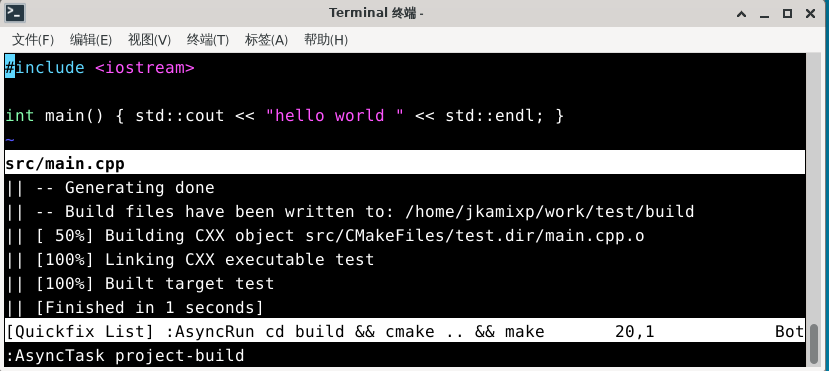 Terminal 终端 -
文件(F) 编辑(E) 视图(V) 终端(T) 标签(A) 帮助(H)
#include <iostream>
int main() { std::cout << "hello world " << std::endl; }
~
src/main.cpp
|| -- Generating done
|| -- Build files have been written to: /home/jkamixp/work/test/build
|| [ 50%] Building CXX object src/CMakeFiles/test.dir/main.cpp.o
|| [100%] Linking CXX executable test
|| [100%] Built target test
|| [Finished in 1 seconds]
[Quickfix List] :AsyncRun cd build && cmake .. && make 20,1 Bot
:AsyncTask project-build